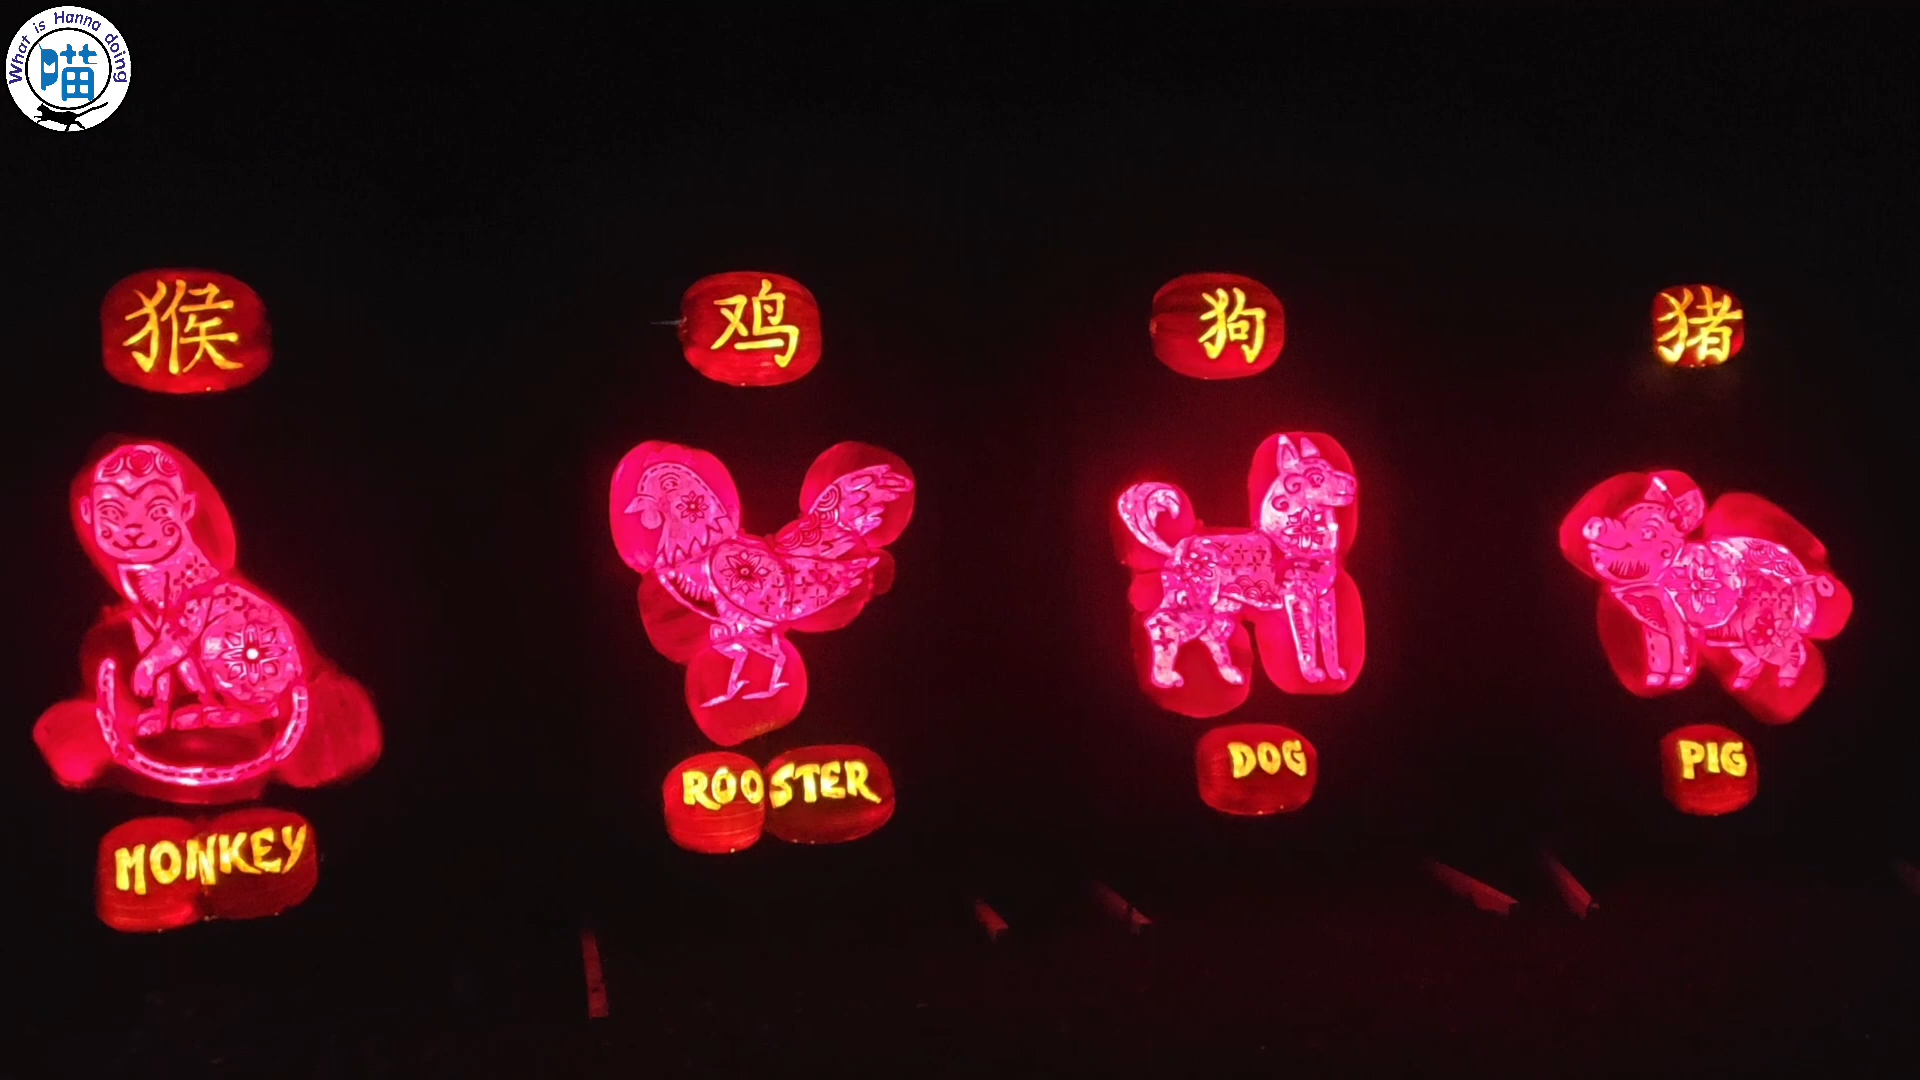 What is Hanna doing
喵
猴
鸡
狗
猪
MONKEY
ROOSTER
DOG
PIG